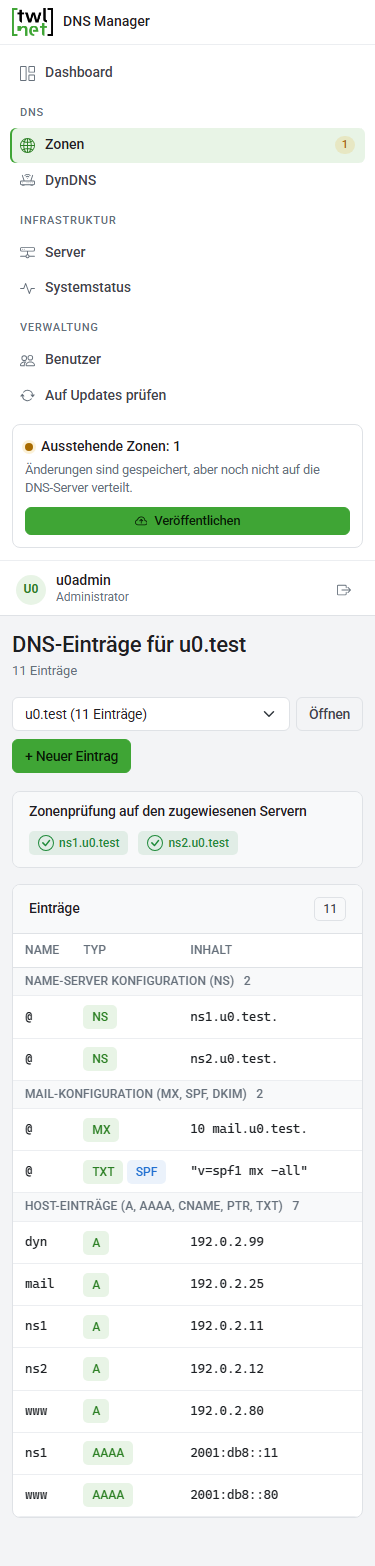 twl
net
DNS Manager
Dashboard
DNS
Zonen 1
DynDNS
INFRASTRUKTUR
Server
Systemstatus
VERWALTUNG
Benutzer
Auf Updates prüfen
Ausstehende Zonen: 1
Änderungen sind gespeichert, aber noch nicht auf die
DNS-Server verteilt.
Veröffentlichen
U0
u0admin
Administrator
DNS-Einträge für u0.test
11 Einträge
u0.test (11 Einträge) Öffnen
+ Neuer Eintrag
Zonenprüfung auf den zugewiesenen Servern
ns1.u0.test ns2.u0.test
Einträge 11
NAME TYP INHALT
NAME-SERVER KONFIGURATION (NS) 2
@ NS ns1.u0.test.
@ NS ns2.u0.test.
MAIL-KONFIGURATION (MX, SPF, DKIM) 2
@ MX 10 mail.u0.test.
@ TXT SPF "v=spf1 mx -all"
HOST-EINTRÄGE (A, AAAA, CNAME, PTR, TXT) 7
dyn A 192.0.2.99
mail A 192.0.2.25
ns1 A 192.0.2.11
ns2 A 192.0.2.12
www A 192.0.2.80
ns1 AAAA 2001:db8::11
www AAAA 2001:db8::80